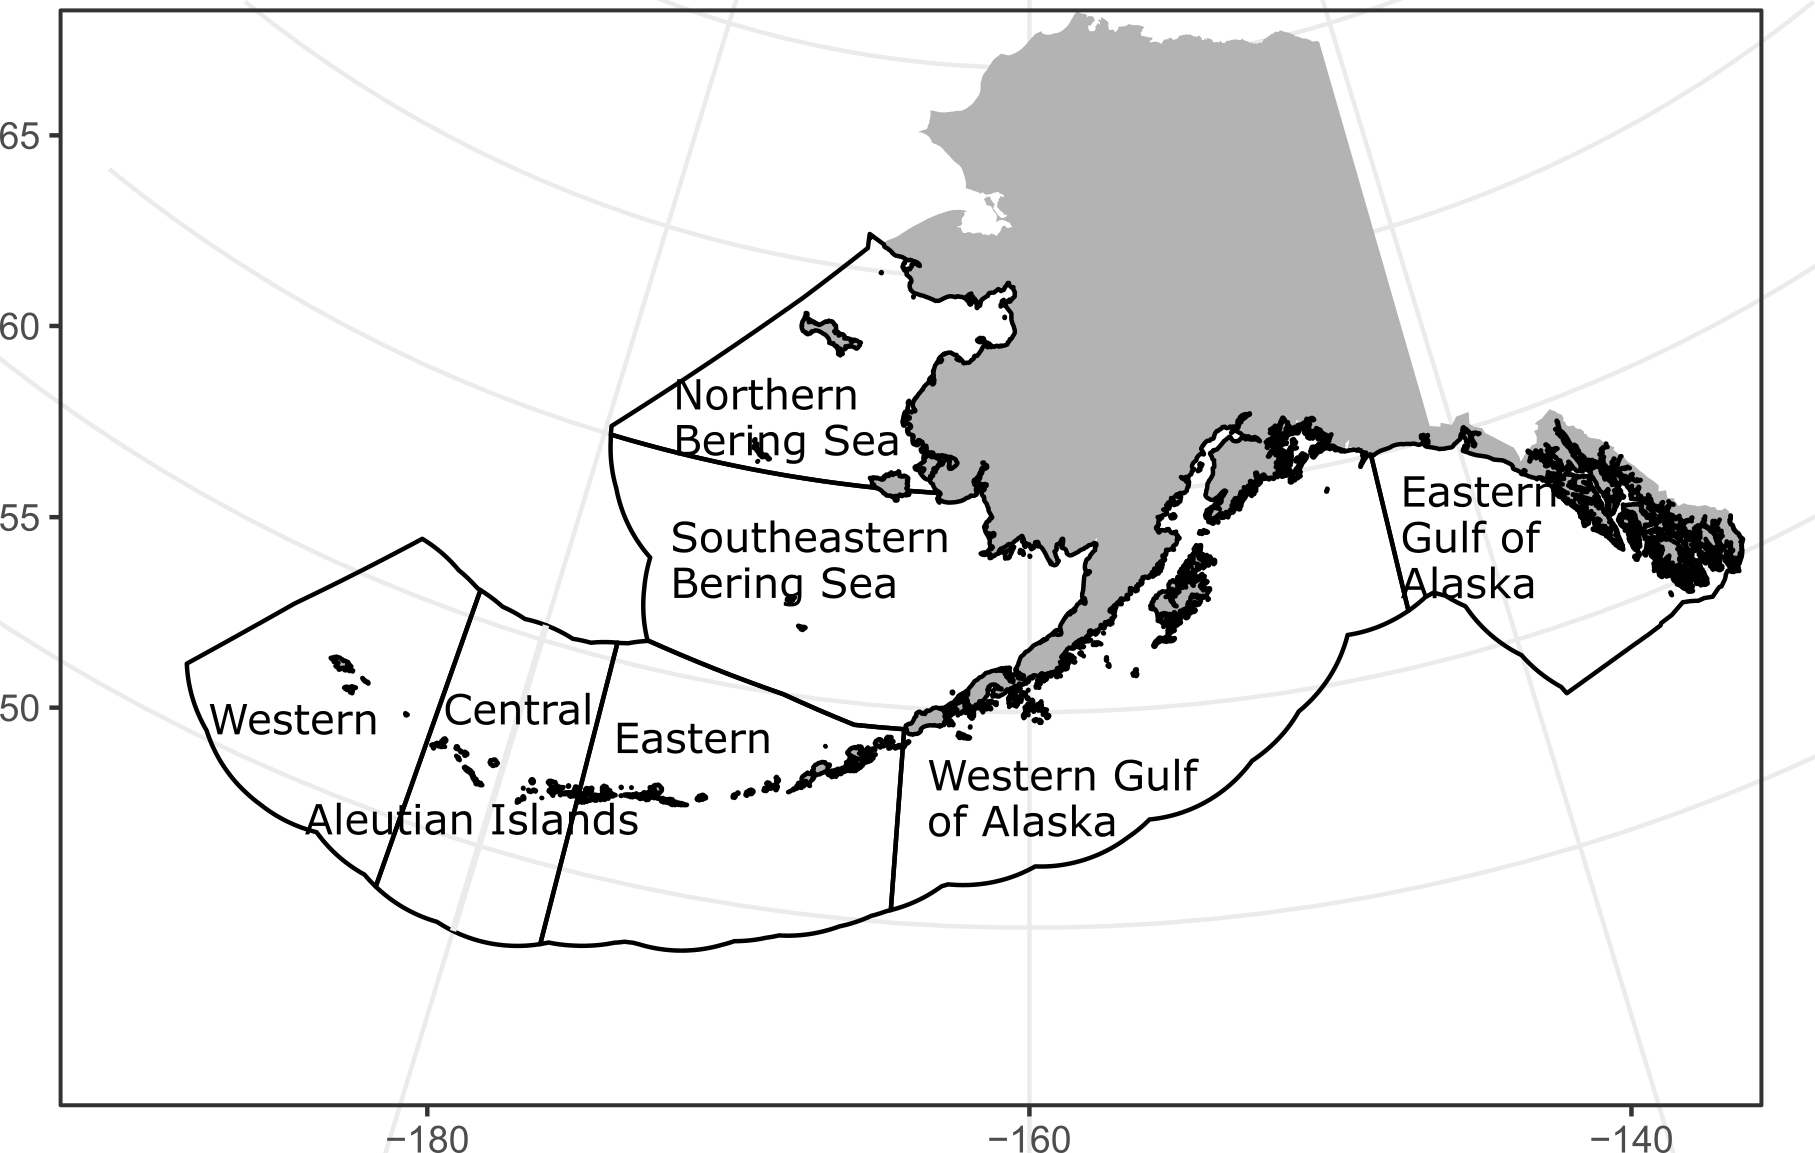 65
60
55
50
Northern
Bering Sea
Southeastern
Bering Sea
Eastern
Gulf of
Alaska
Western
Central
Eastern
Aleutian Islands
Western Gulf
of Alaska
−180
−160
−140